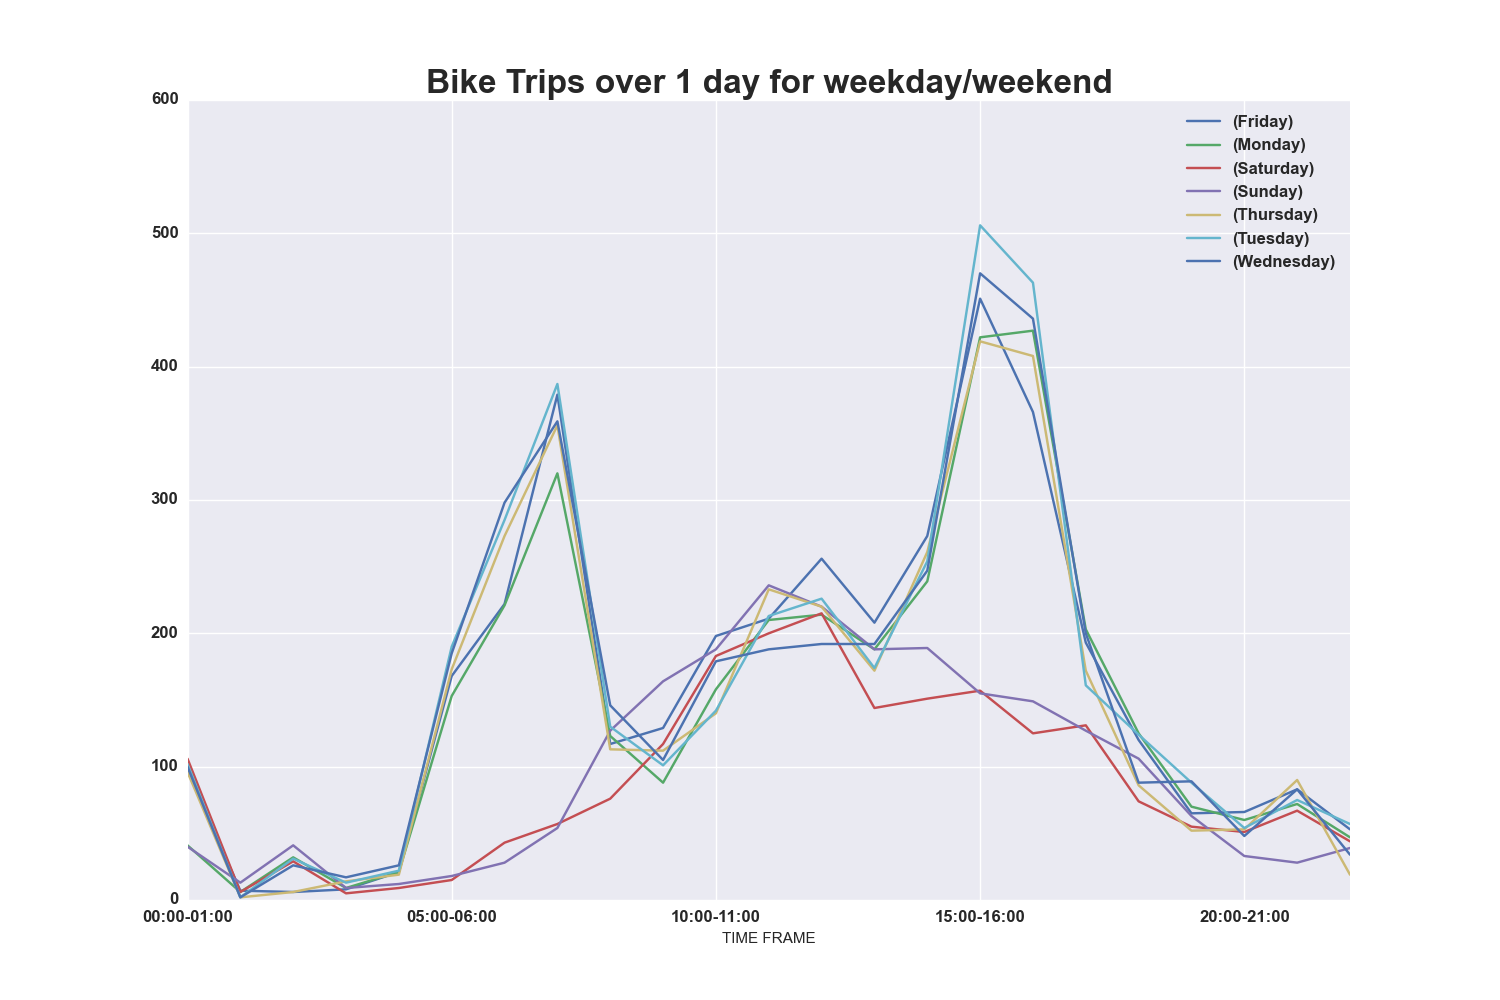 Bike Trips over 1 day for weekday/weekend
600
500
400
300
200
100
0
(Friday)
(Monday)
(Saturday)
(Sunday)
(Thursday)
(Tuesday)
(Wednesday)
00:00-01:00 05:00-06:00 10:00-11:00 15:00-16:00 20:00-21:00
TIME FRAME